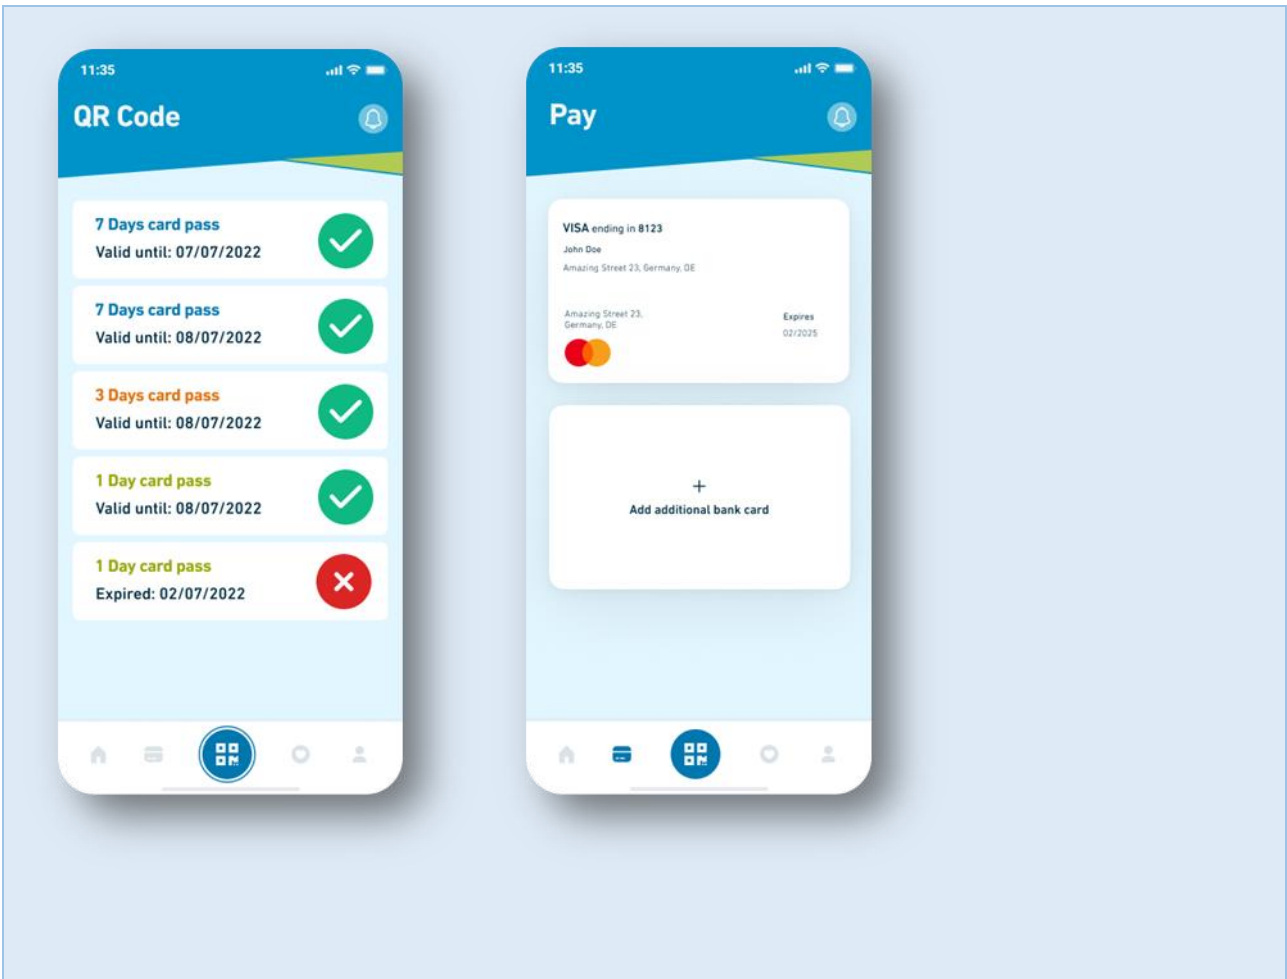 11:35
QR Code
7 Days card pass
Valid until: 07/07/2022
7 Days card pass
Valid until: 08/07/2022
3 Days card pass
Valid until: 08/07/2022
1 Day card pass
Valid until: 08/07/2022
1 Day card pass
Expired: 02/07/2022
11:35
Pay
VISA ending in 8123
John Doe
Amazing Street 23, Germany, DE
Amazing Street 23,
Germany, DE
Expires
02/2025
+
Add additional bank card